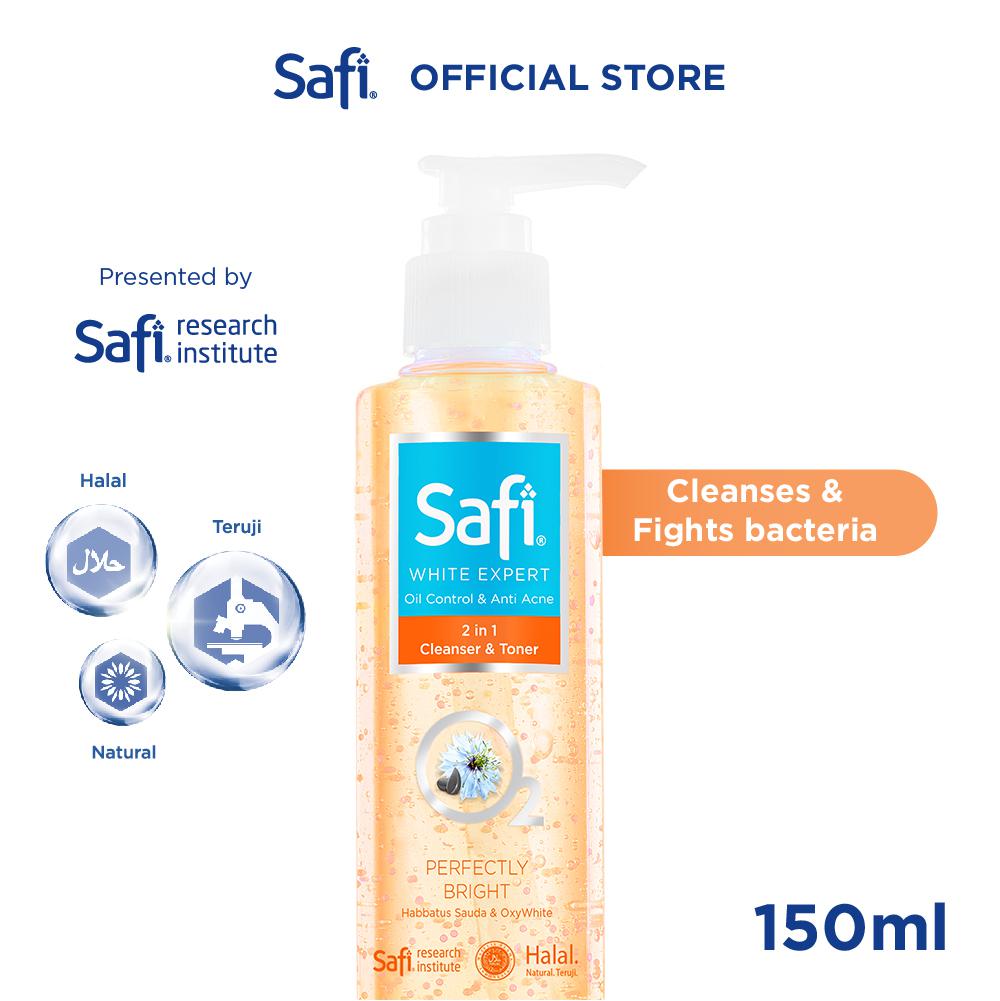 Safi® OFFICIAL STORE
Presented by
Safi® research
institute
Halal
حلال
Teruji
Natural
Cleanses &
Fights bacteria
Safi®
WHITE EXPERT
Oil Control & Anti Acne
2 in 1
Cleanser & Toner
O2
PERFECTLY
BRIGHT
Habbatus Sauda & OxyWhite
Safi® research
institute
Halal.
Natural. Teruji.
150ml